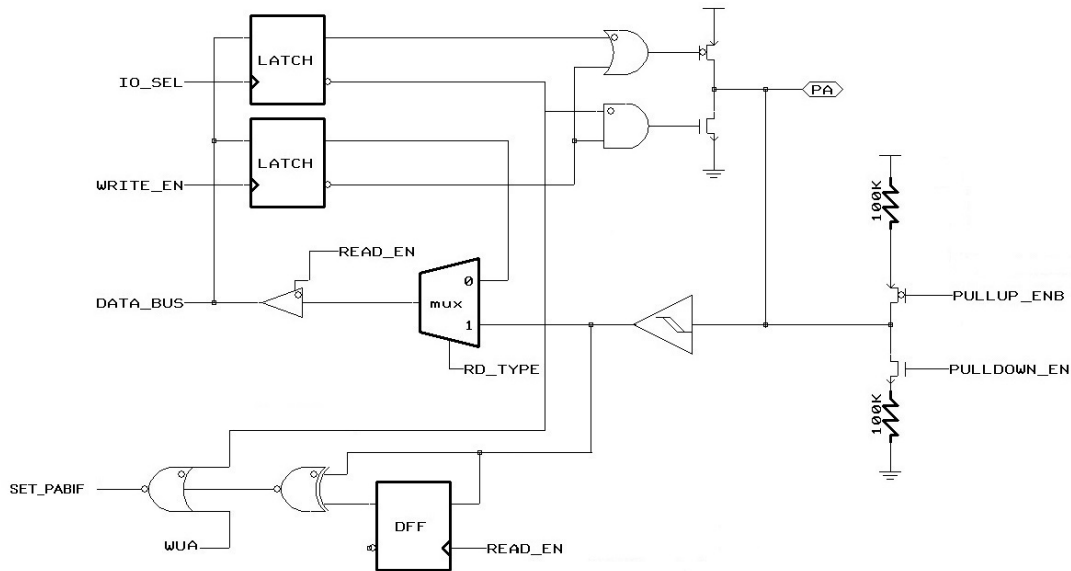 LATCH
IO_SEL
PA
LATCH
WRITE_EN
100K
READ_EN
0
DATA_BUS
mux
PULLUP_ENB
1
RD_TYPE
PULLDOWN_EN
100K
SET_PABIF
DFF
WUA
READ_EN